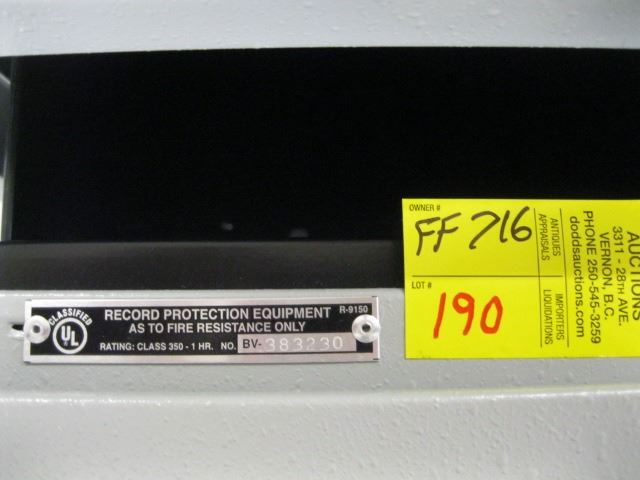 CLASSIFIED
UL
RECORD PROTECTION EQUIPMENT R-9150
AS TO FIRE RESISTANCE ONLY
RATING: CLASS 350 - 1 HR. NO. BV-383230
OWNER #
FF 716
LOT #
190
ANTIQUES
APPRAISALS
IMPORTERS
LIQUIDATIONS
AUCTIONS
3311 - 28TH AVE.
VERNON, B.C.
PHONE 250-545-3259
doddsauctions.com